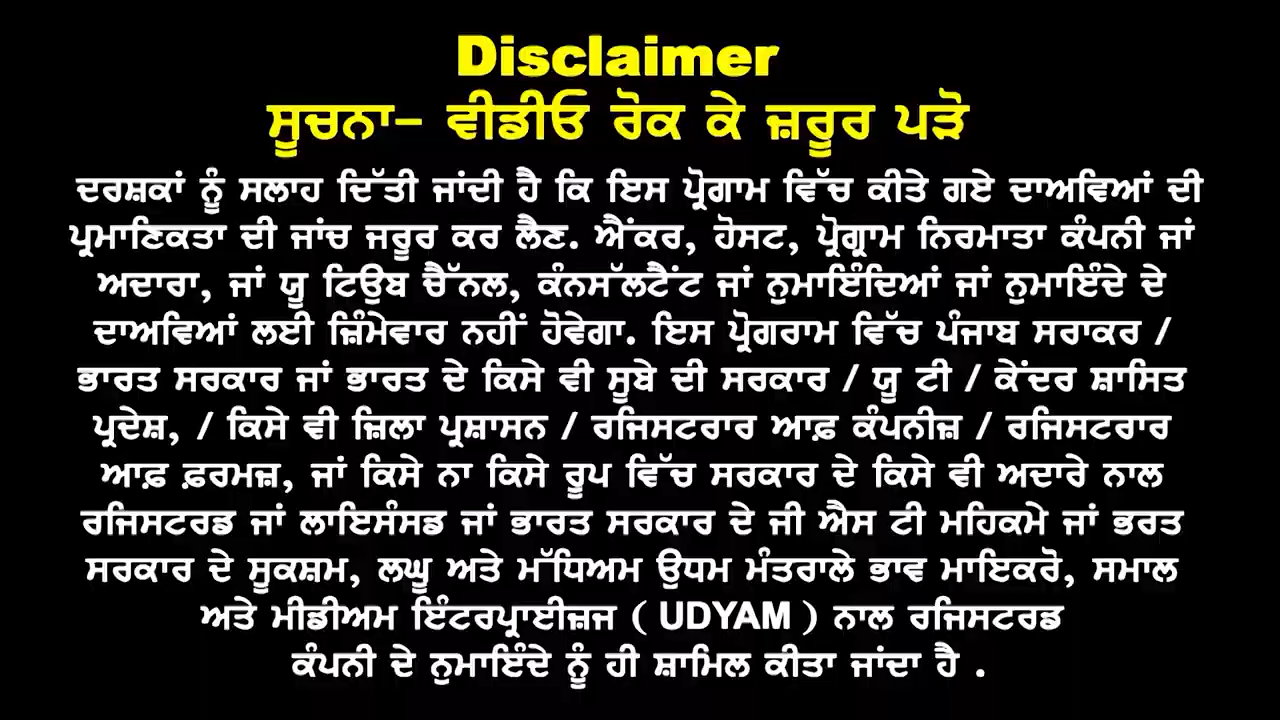 Disclaimer
ਸੂਚਨਾ- ਵੀਡੀਓ ਰੋਕ ਕੇ ਜ਼ਰੂਰ ਪੜੋ
ਦਰਸ਼ਕਾਂ ਨੂੰ ਸਲਾਹ ਦਿੱਤੀ ਜਾਂਦੀ ਹੈ ਕਿ ਇਸ ਪ੍ਰੋਗਾਮ ਵਿੱਚ ਕੀਤੇ ਗਏ ਦਾਅਵਿਆਂ ਦੀ
ਪ੍ਰਮਾਣਿਕਤਾ ਦੀ ਜਾਂਚ ਜਰੂਰ ਕਰ ਲੈਣ. ਐਂਕਰ, ਹੋਸਟ, ਪ੍ਰੋਗ੍ਰਾਮ ਨਿਰਮਾਤਾ ਕੰਪਨੀ ਜਾਂ
ਅਦਾਰਾ, ਜਾਂ ਯੂ ਟਿਉਬ ਚੈੱਨਲ, ਕੰਨਸੱਲਟੈਂਟ ਜਾਂ ਨੁਮਾਇੰਦਿਆਂ ਜਾਂ ਨੁਮਾਇੰਦੇ ਦੇ
ਦਾਅਵਿਆਂ ਲਈ ਜ਼ਿੰਮੇਵਾਰ ਨਹੀਂ ਹੋਵੇਗਾ. ਇਸ ਪ੍ਰੋਗਰਾਮ ਵਿੱਚ ਪੰਜਾਬ ਸਰਾਕਰ /
ਭਾਰਤ ਸਰਕਾਰ ਜਾਂ ਭਾਰਤ ਦੇ ਕਿਸੇ ਵੀ ਸੂਬੇ ਦੀ ਸਰਕਾਰ / ਯੂ ਟੀ / ਕੇਂਦਰ ਸ਼ਾਸਿਤ
ਪ੍ਰਦੇਸ਼, / ਕਿਸੇ ਵੀ ਜ਼ਿਲਾ ਪ੍ਰਸ਼ਾਸਨ / ਰਜਿਸਟਰਾਰ ਆਫ਼ ਕੰਪਨੀਜ਼ / ਰਜਿਸਟਰਾਰ
ਆਫ਼ ਫ਼ਰਮਜ਼, ਜਾਂ ਕਿਸੇ ਨਾ ਕਿਸੇ ਰੂਪ ਵਿੱਚ ਸਰਕਾਰ ਦੇ ਕਿਸੇ ਵੀ ਅਦਾਰੇ ਨਾਲ
ਰਜਿਸਟਰਡ ਜਾਂ ਲਾਇਸੰਸਡ ਜਾਂ ਭਾਰਤ ਸਰਕਾਰ ਦੇ ਜੀ ਐਸ ਟੀ ਮਹਿਕਮੇ ਜਾਂ ਭਰਤ
ਸਰਕਾਰ ਦੇ ਸੂਕਸ਼ਮ, ਲਘੂ ਅਤੇ ਮੱਧਿਅਮ ਉਧਮ ਮੰਤਰਾਲੇ ਭਾਵ ਮਾਇਕਰੋ, ਸਮਾਲ
ਅਤੇ ਮੀਡੀਅਮ ਇੰਟਰਪ੍ਰਾਈਜ਼ਜ ( UDYAM ) ਨਾਲ ਰਜਿਸਟਰਡ
ਕੰਪਨੀ ਦੇ ਨੁਮਾਇੰਦੇ ਨੂੰ ਹੀ ਸ਼ਾਮਿਲ ਕੀਤਾ ਜਾਂਦਾ ਹੈ .